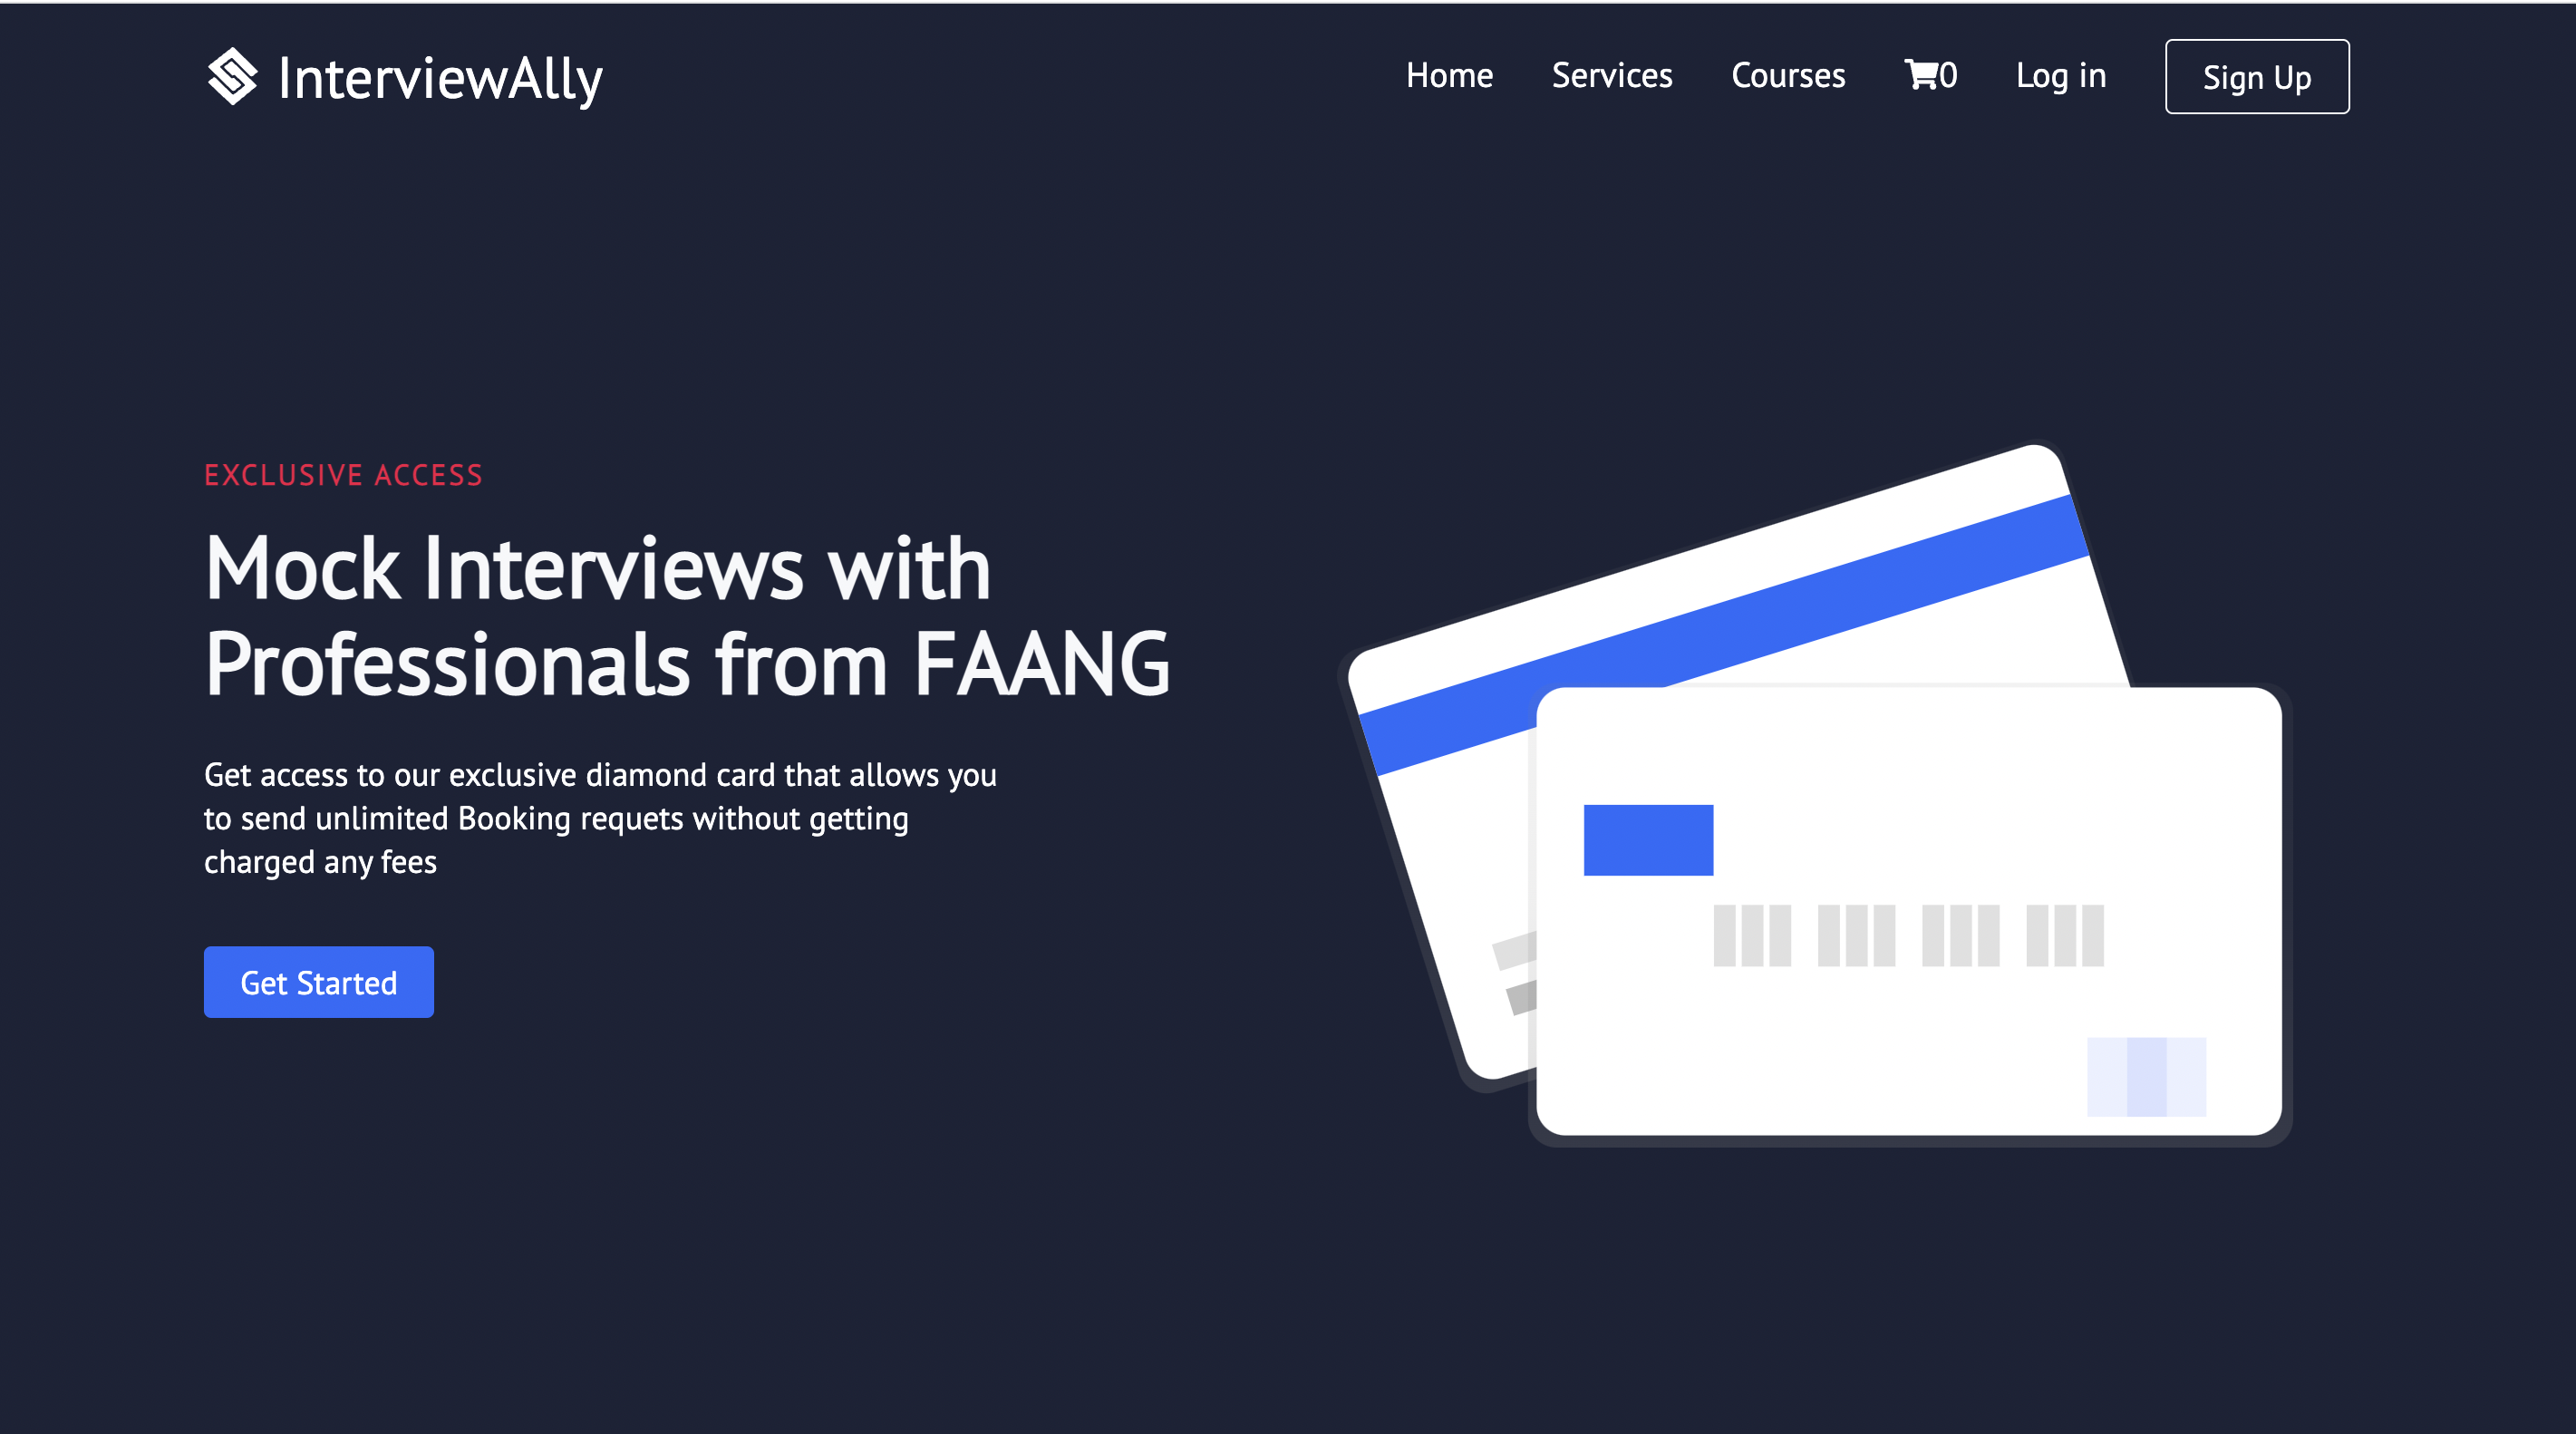 InterviewAlly
Home
Services
Courses
0
Log in
Sign Up
EXCLUSIVE ACCESS
Mock Interviews with
Professionals from FAANG
Get access to our exclusive diamond card that allows you
to send unlimited Booking requets without getting
charged any fees
Get Started